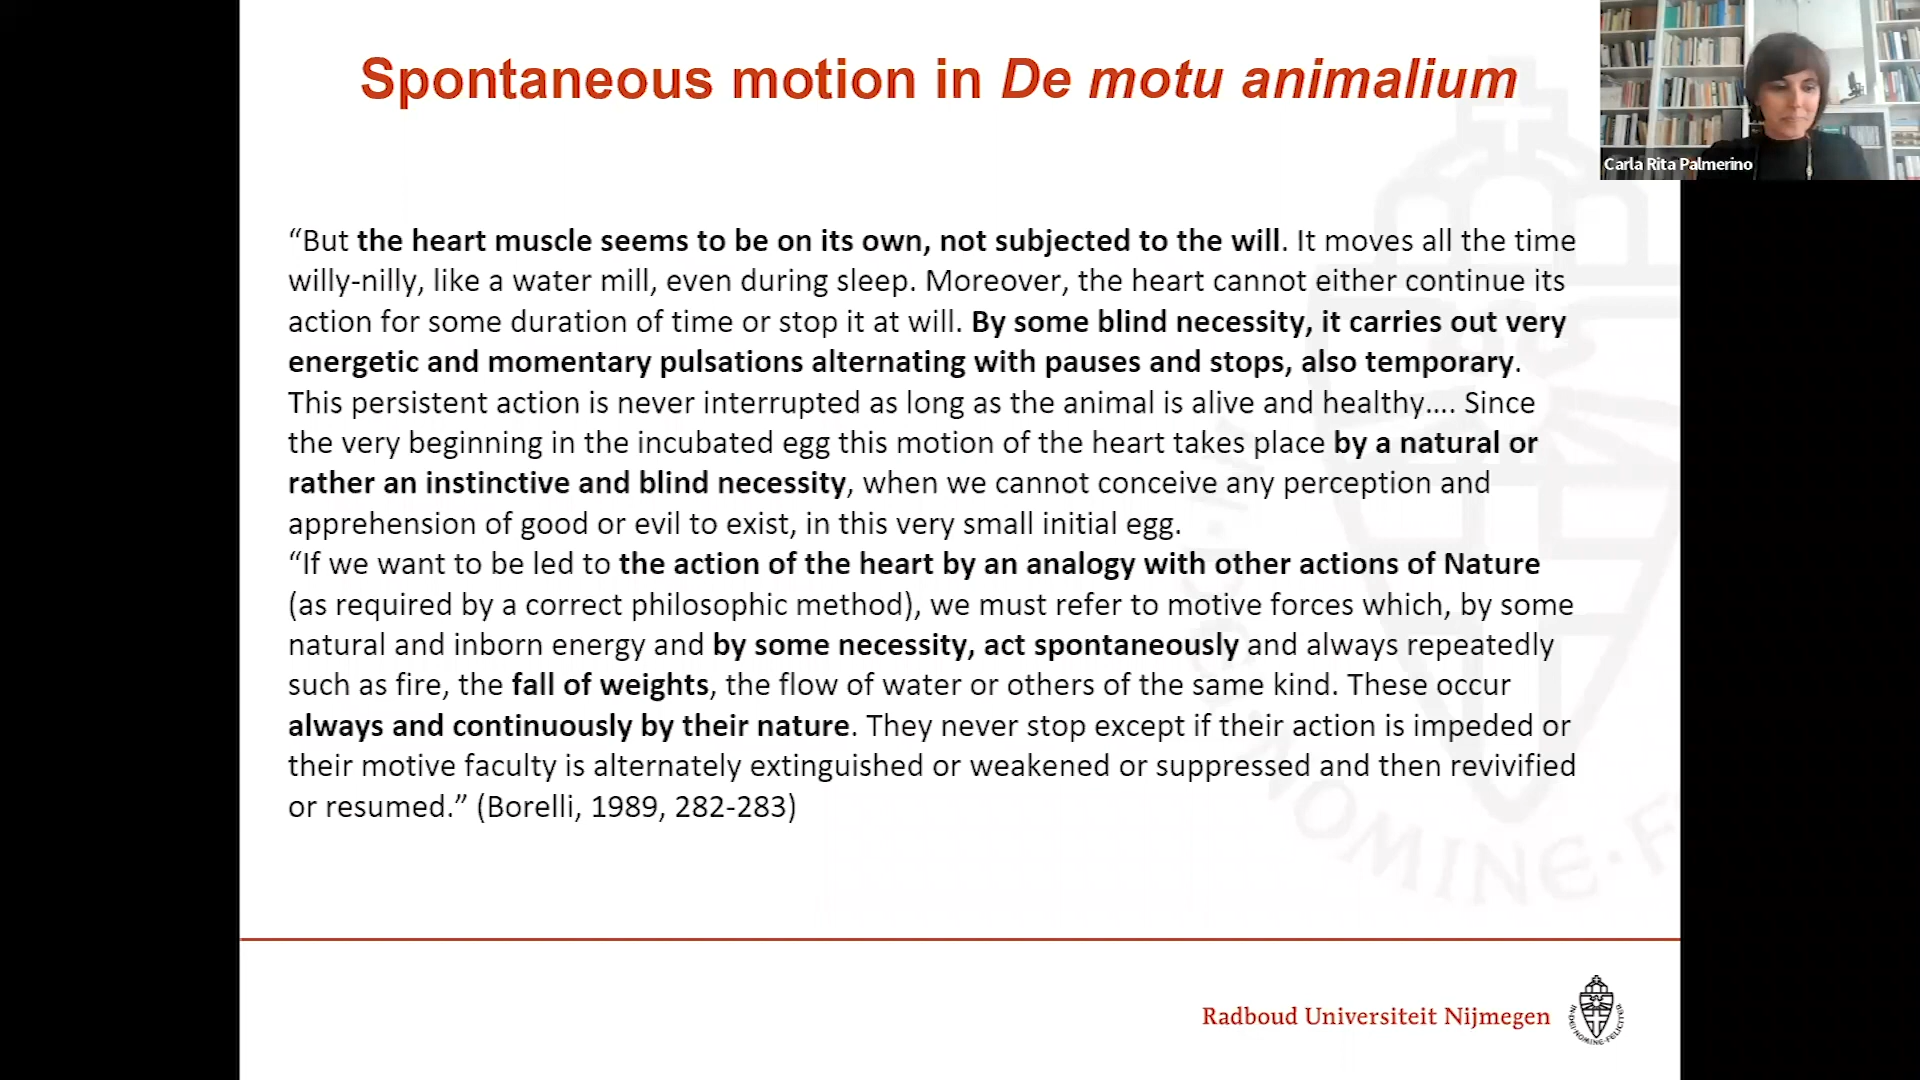 Spontaneous motion in De motu animalium
Carla Rita Palmerino
“But the heart muscle seems to be on its own, not subjected to the will. It moves all the time
willy-nilly, like a water mill, even during sleep. Moreover, the heart cannot either continue its
action for some duration of time or stop it at will. By some blind necessity, it carries out very
energetic and momentary pulsations alternating with pauses and stops, also temporary.
This persistent action is never interrupted as long as the animal is alive and healthy…. Since
the very beginning in the incubated egg this motion of the heart takes place by a natural or
rather an instinctive and blind necessity, when we cannot conceive any perception and
apprehension of good or evil to exist, in this very small initial egg.
“If we want to be led to the action of the heart by an analogy with other actions of Nature
(as required by a correct philosophic method), we must refer to motive forces which, by some
natural and inborn energy and by some necessity, act spontaneously and always repeatedly
such as fire, the fall of weights, the flow of water or others of the same kind. These occur
always and continuously by their nature. They never stop except if their action is impeded or
their motive faculty is alternately extinguished or weakened or suppressed and then revivified
or resumed.” (Borelli, 1989, 282-283)
NOMINE·F
Radboud Universiteit Nijmegen
IN·DEI·NOMINE·FELICITER